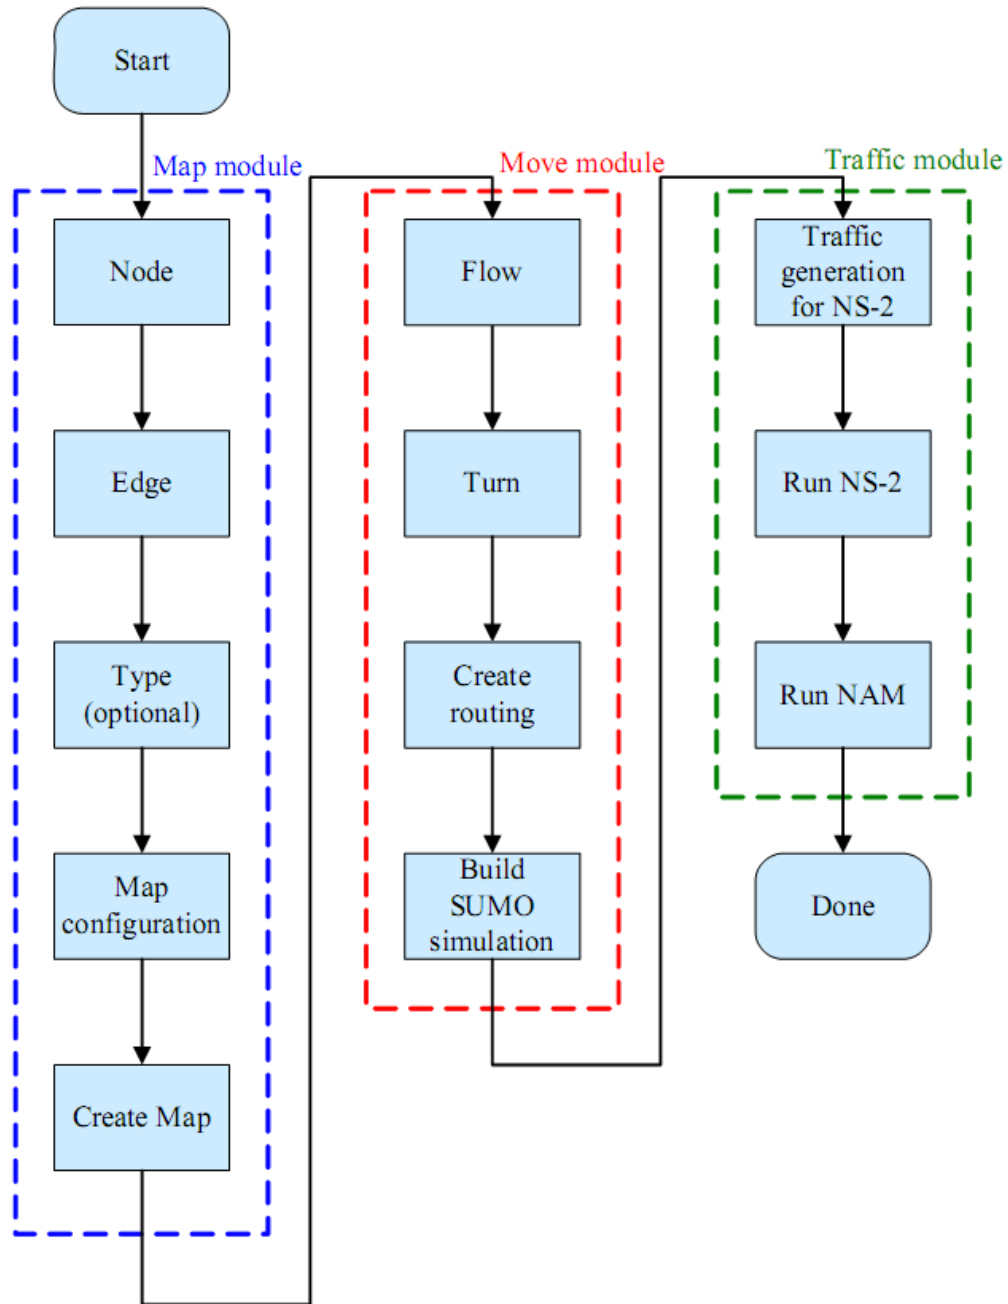 Start
Map module
Node
Edge
Type
(optional)
Map
configuration
Create Map
Move module
Flow
Turn
Create
routing
Build
SUMO
simulation
Traffic module
Traffic
generation
for NS-2
Run NS-2
Run NAM
Done